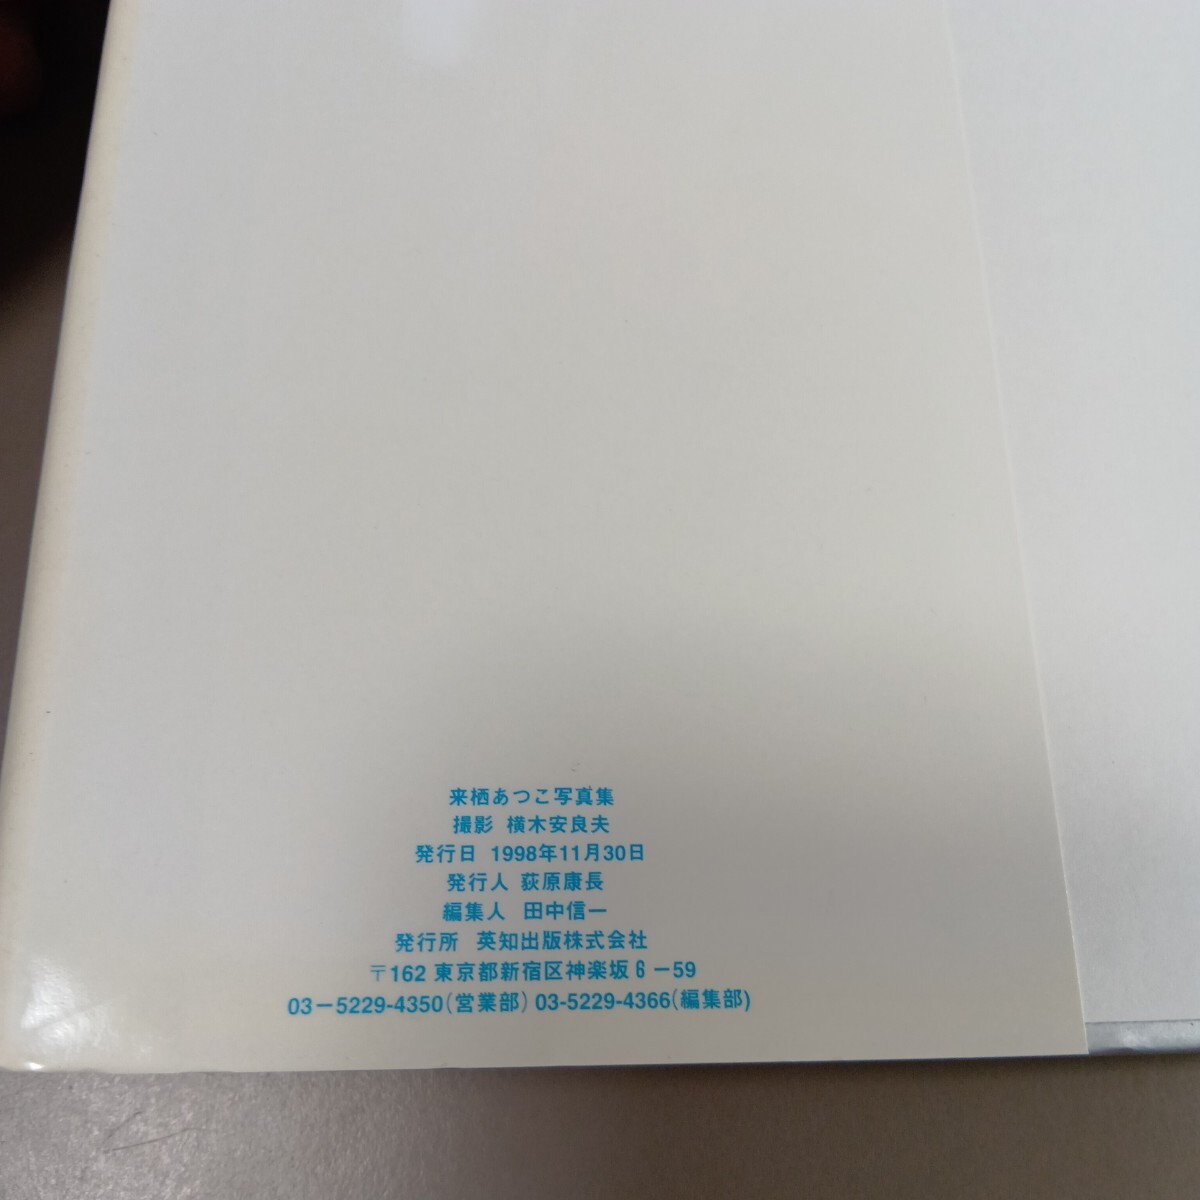 来栖あつこ写真集
撮影 横木安良夫
発行日 1998年11月30日
発行人 荻原康長
編集人 田中信一
発行所 英知出版株式会社
〒162 東京都新宿区神楽坂6－59
03－5229-4350(営業部) 03-5229-4366(編集部)